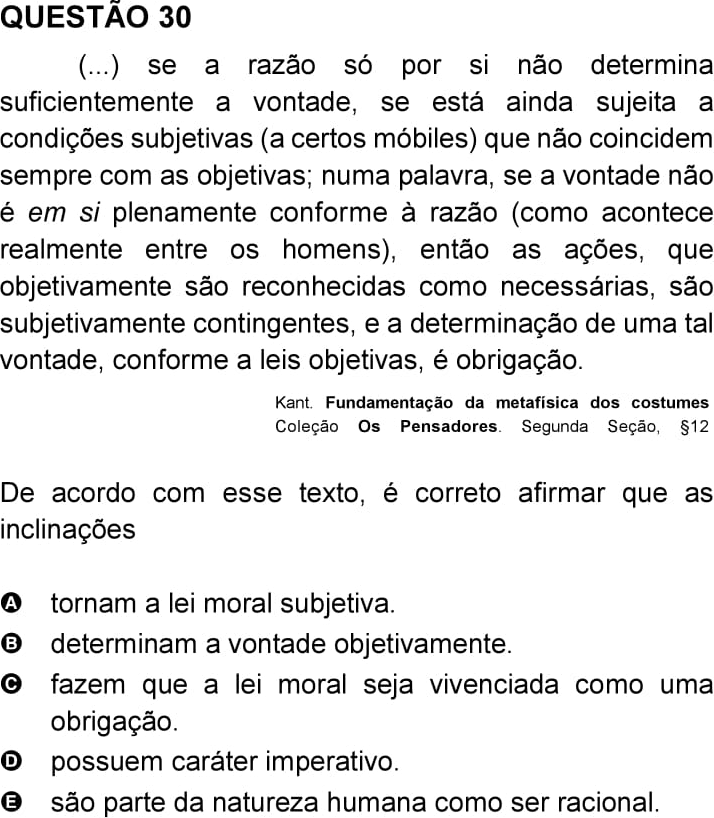 QUESTÃO 30
(...) se a razão só por si não determina
suficientemente a vontade, se está ainda sujeita a
condições subjetivas (a certos móbiles) que não coincidem
sempre com as objetivas; numa palavra, se a vontade não
é em si plenamente conforme à razão (como acontece
realmente entre os homens), então as ações, que
objetivamente são reconhecidas como necessárias, são
subjetivamente contingentes, e a determinação de uma tal
vontade, conforme a leis objetivas, é obrigação.
Kant. Fundamentação da metafísica dos costumes
Coleção Os Pensadores. Segunda Seção, §12
De acordo com esse texto, é correto afirmar que as
inclinações
A tornam a lei moral subjetiva.
B determinam a vontade objetivamente.
C fazem que a lei moral seja vivenciada como uma
obrigação.
D possuem caráter imperativo.
E são parte da natureza humana como ser racional.